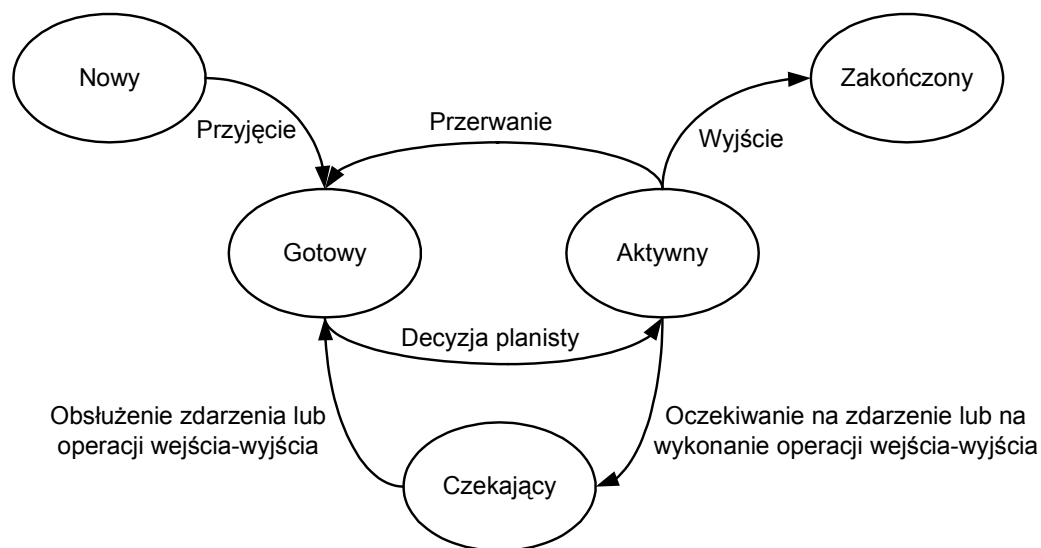 Nowy
Zakończony
Przyjęcie
Przerwanie
Wyjście
Gotowy
Aktywny
Decyzja planisty
Obsłużenie zdarzenia lub
operacji wejścia-wyjścia
Oczekiwanie na zdarzenie lub na
wykonanie operacji wejścia-wyjścia
Czekający